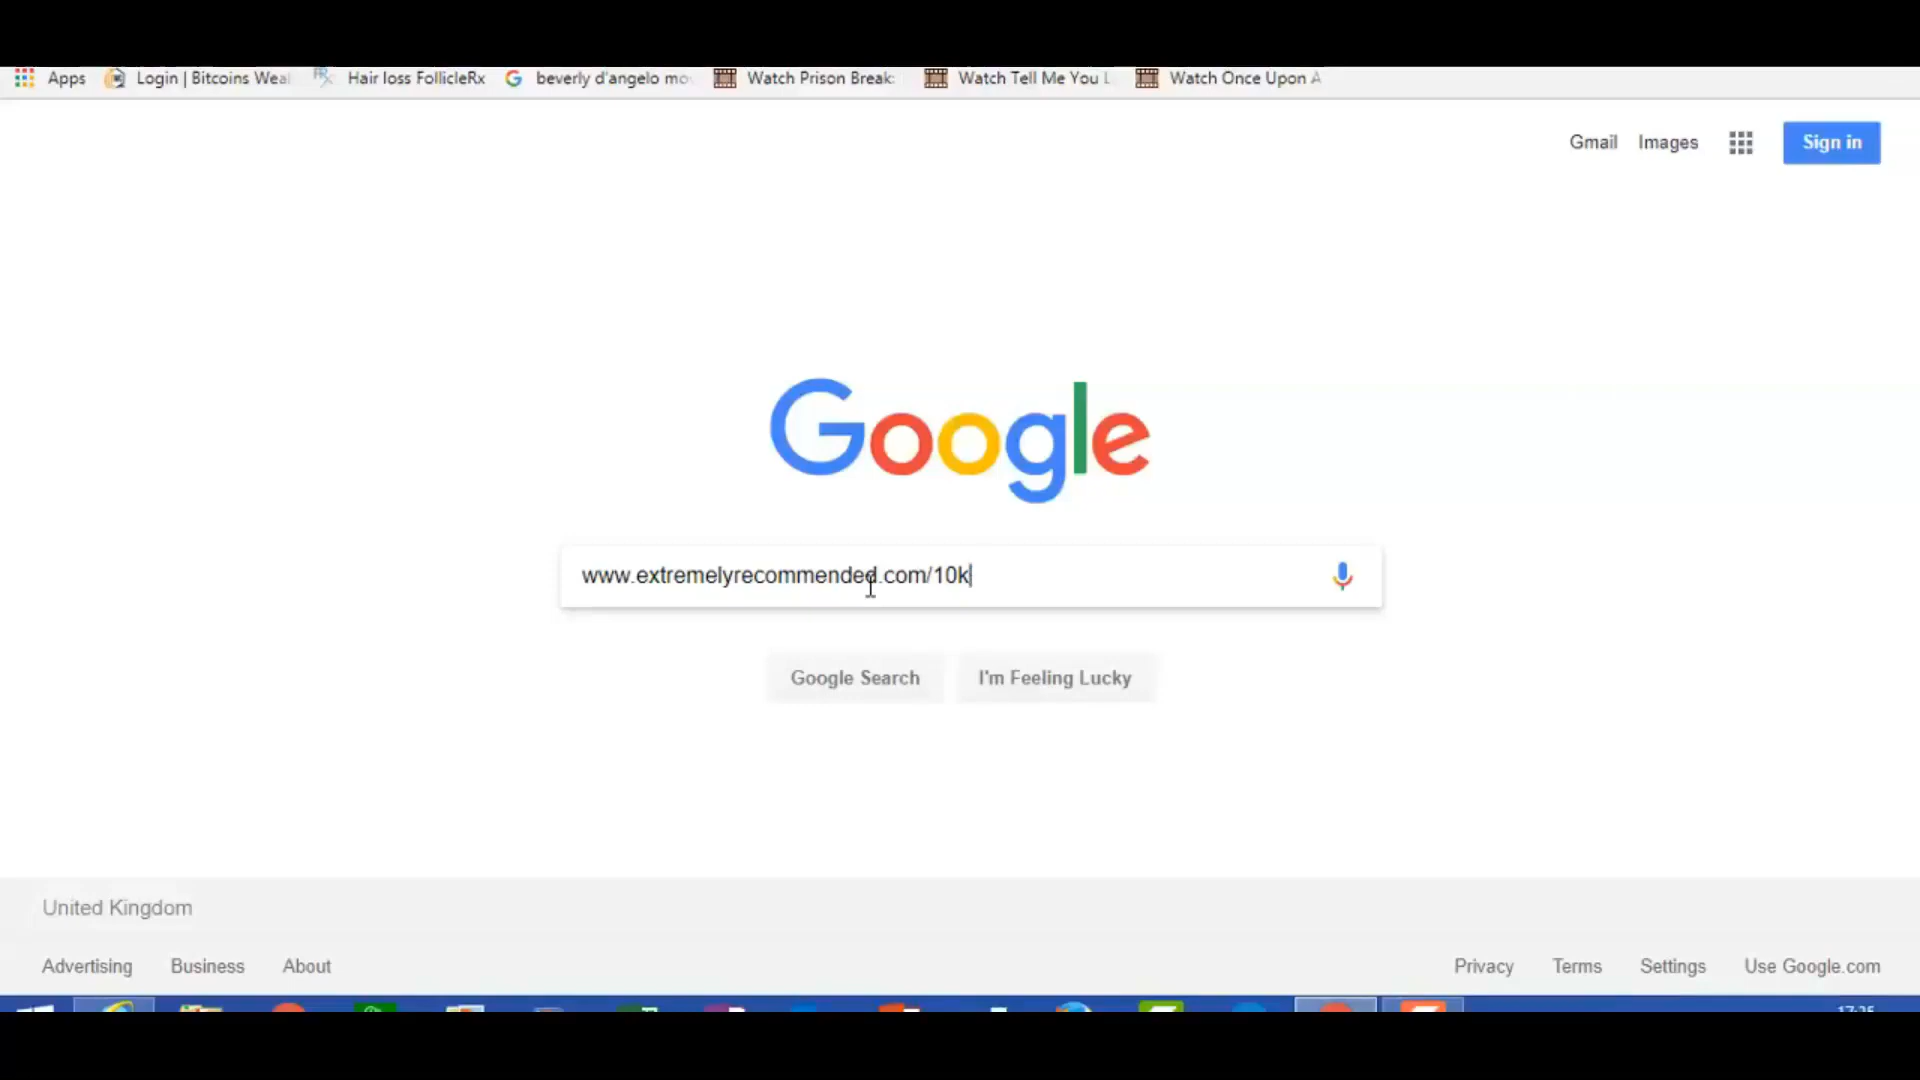 Apps Login | Bitcoins Wea Hair loss FollicleRx beverly d'angelo mo Watch Prison Break Watch Tell Me You L Watch Once Upon A
Gmail Images Sign in
Google
www.extremelyrecommended.com/10k
Google Search I'm Feeling Lucky
United Kingdom
Advertising Business About Privacy Terms Settings Use Google.com